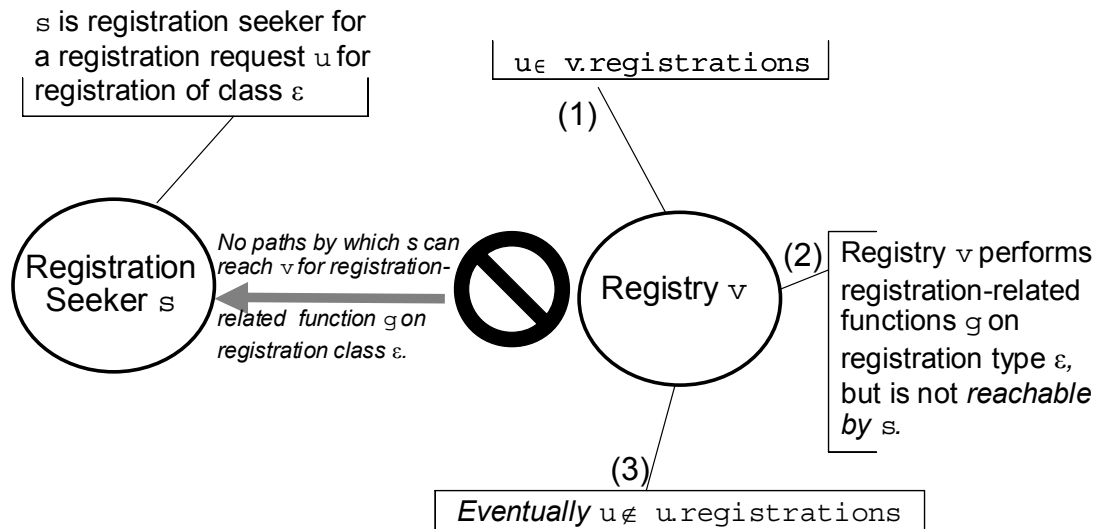 s is registration seeker for
a registration request u for
registration of class ε
u∈ v.registrations
(1)
Registration
Seeker s
No paths by which s can
reach v for registration-
related function g on
registration class ε.
Registry v
(2)
Registry v performs
registration-related
functions g on
registration type ε,
but is not reachable
by s.
(3)
Eventually u∉ u.registrations